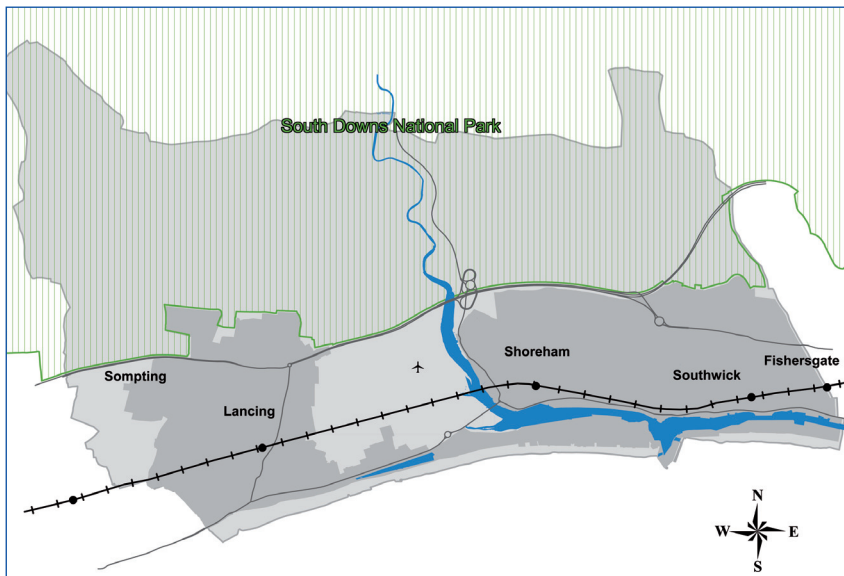 South Downs National Park
Shoreham
Fishersgate
Sompting
Southwick
Lancing
N
W E
S